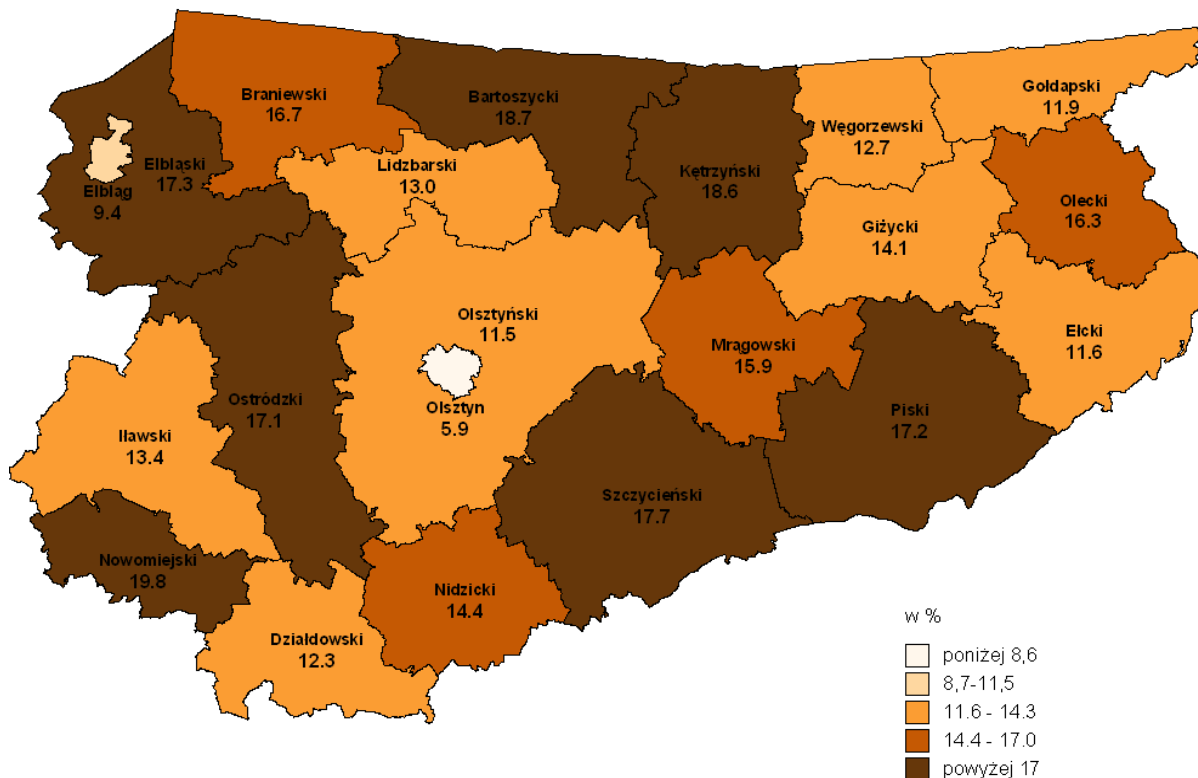 Braniewski
16.7
Bartoszycki
18.7
Gołdapski
11.9
Węgorzewski
12.7
Elbląski
17.3
Elbląg
9.4
Lidzbarski
13.0
Kętrzyński
18.6
Olecki
16.3
Giżycki
14.1
Olsztyński
11.5
Ełcki
11.6
Mrągowski
15.9
Ostródzki
17.1
Olsztyn
5.9
Piski
17.2
Iławski
13.4
Szczycieński
17.7
Nowomiejski
19.8
Nidzicki
14.4
Działdowski
12.3
w %
poniżej 8,6
8,7-11,5
11.6 - 14.3
14.4 - 17.0
powyżej 17